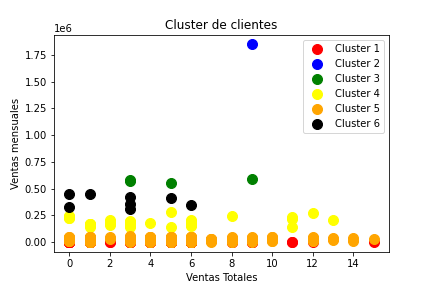 Cluster de clientes
1e6
Cluster 1
Cluster 2
Cluster 3
Cluster 4
Cluster 5
Cluster 6
Ventas mensuales
1.75
1.50
1.25
1.00
0.75
0.50
0.25
0.00
0 2 4 6 8 10 12 14
Ventas Totales